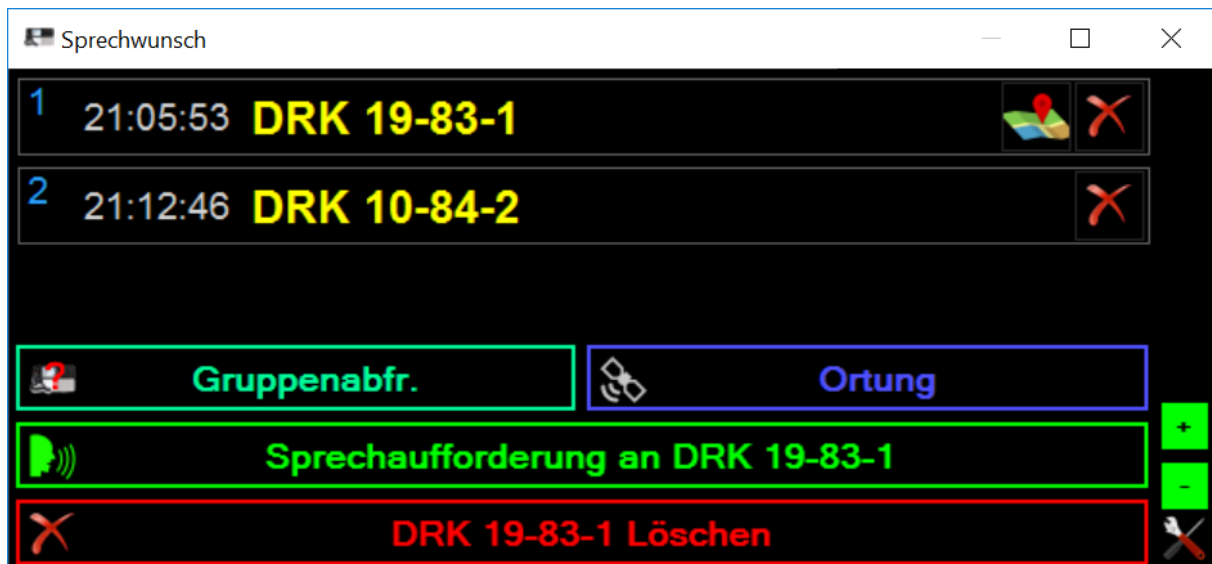 Sprechwunsch
1 21:05:53 DRK 19-83-1
2 21:12:46 DRK 10-84-2
? Gruppenabfr. Ortung
Sprechaufforderung an DRK 19-83-1
+
-
DRK 19-83-1 Löschen